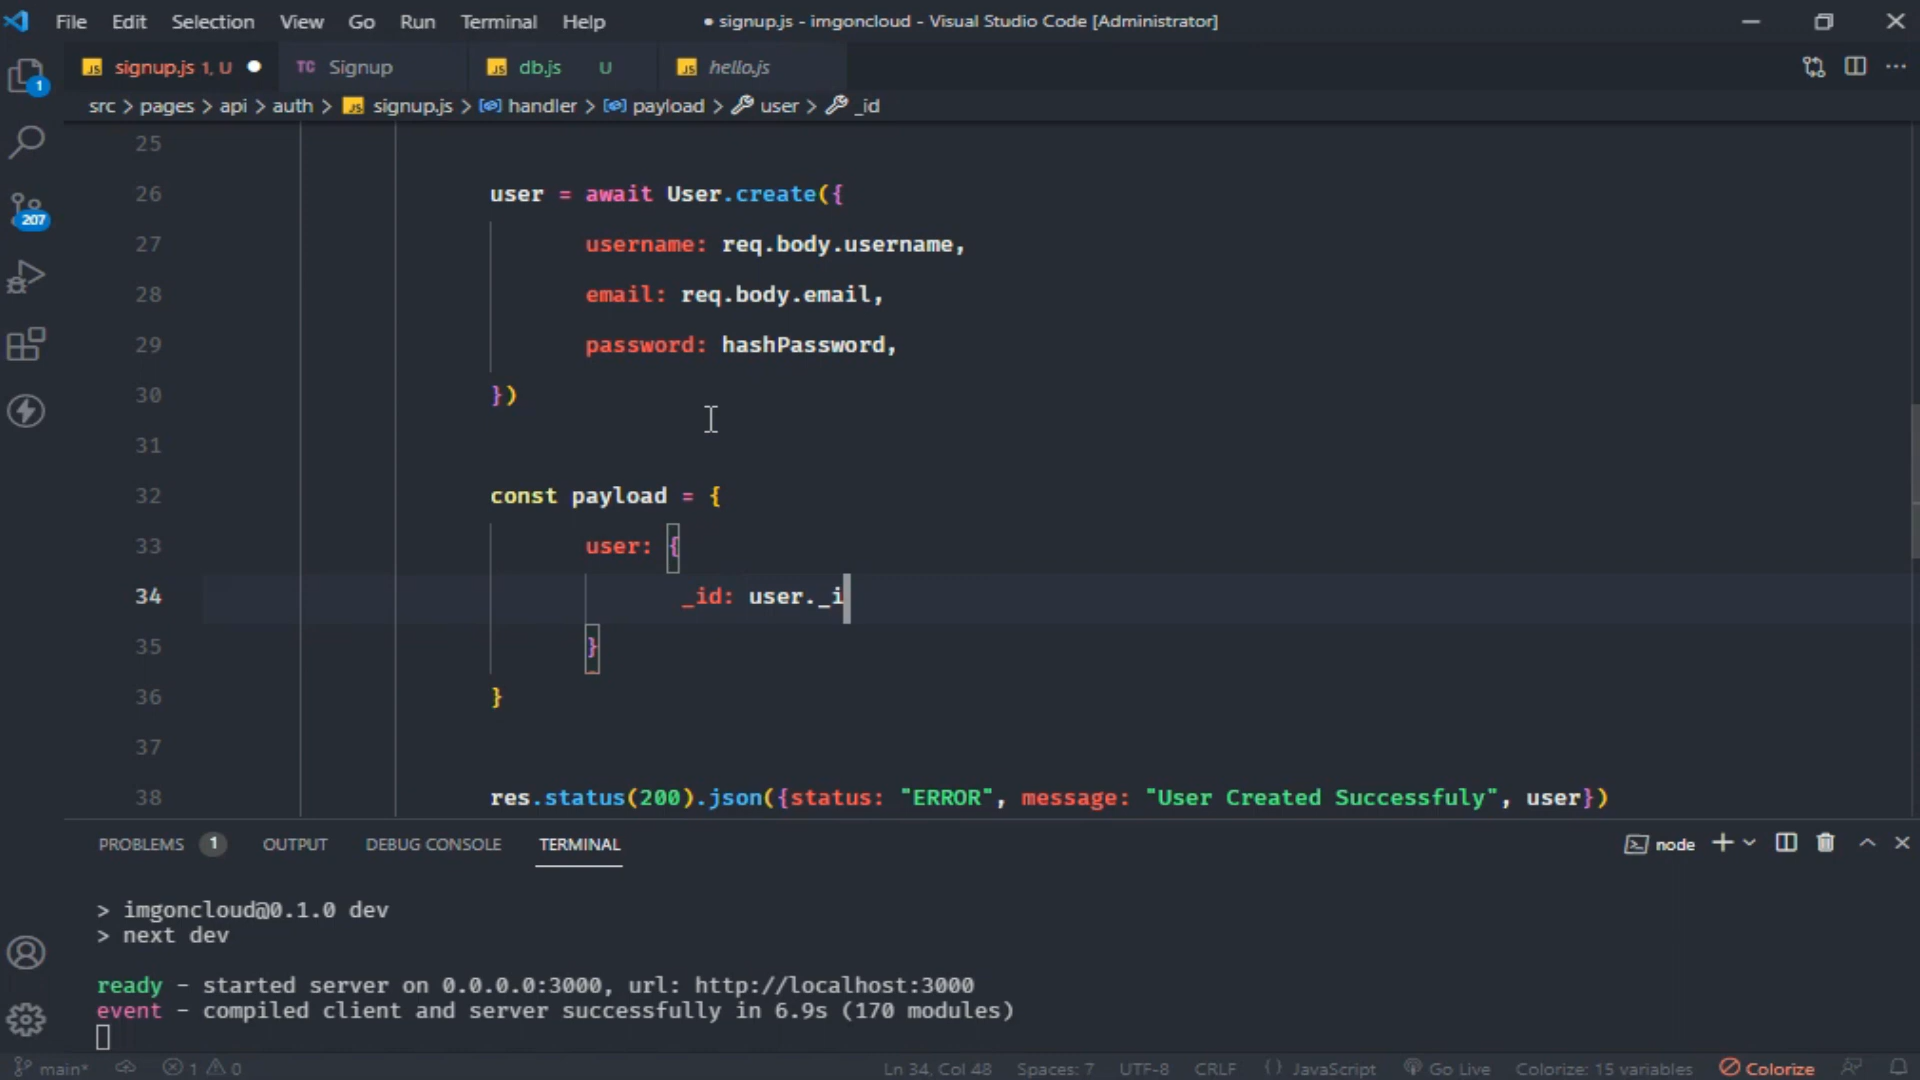 File Edit Selection View Go Run Terminal Help ● signup.js - imgoncloud - Visual Studio Code [Administrator]
JS signup.js 1, U ● TC Signup JS db.js U JS hello.js
1
src > pages > api > auth > JS signup.js > handler > payload > user > _id
25
26 user = await User.create({
27 username: req.body.username,
207
28 email: req.body.email,
29 password: hashPassword,
30 })
31
32 const payload = {
33 user: {
34 _id: user._i
35 }
36 }
37
38 res.status(200).json({status: "ERROR", message: "User Created Successfuly", user})
PROBLEMS 1 OUTPUT DEBUG CONSOLE TERMINAL node
> imgoncloud@0.1.0 dev
> next dev
ready - started server on 0.0.0.0:3000, url: http://localhost:3000
event - compiled client and server successfully in 6.9s (170 modules)
main* 1 0 Ln 34, Col 48 Spaces: 7 UTF-8 CRLF {} JavaScript Go Live Colorize: 15 variables Colorize